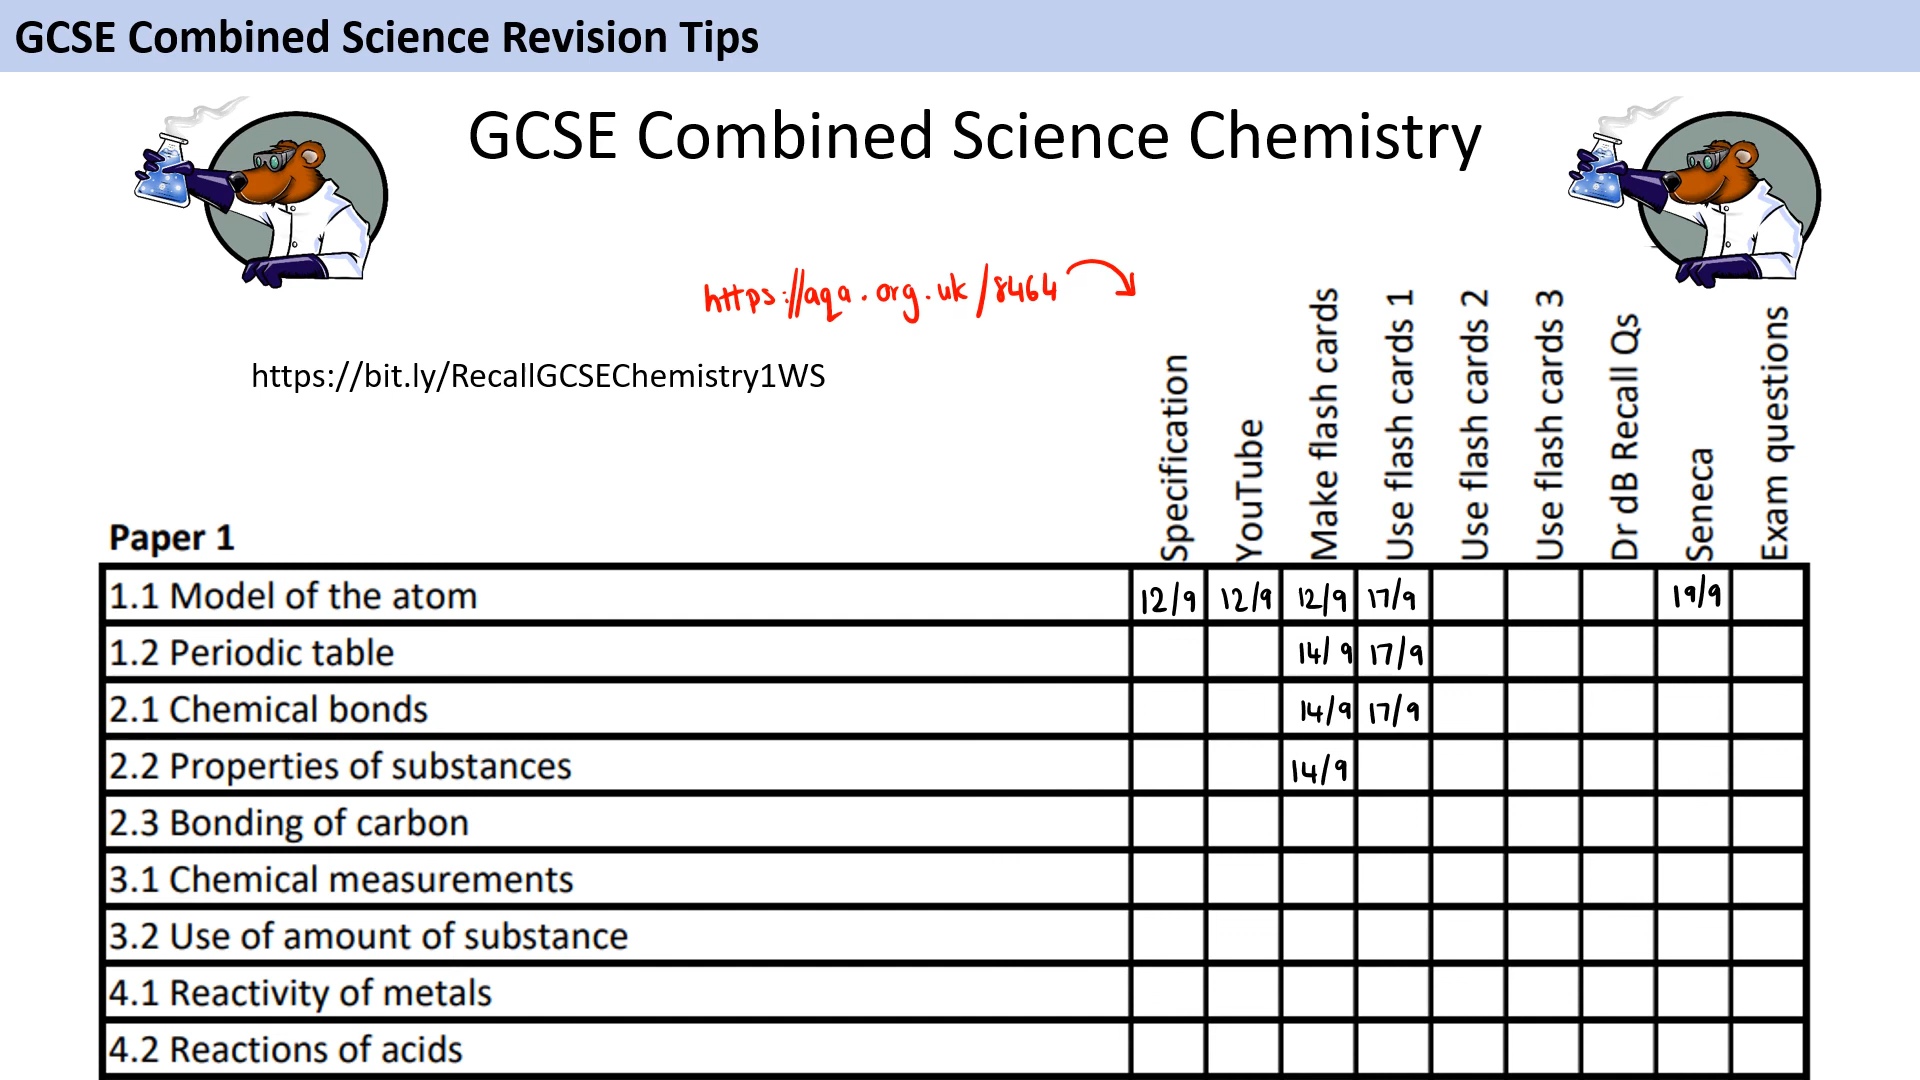 GCSE Combined Science Revision Tips
GCSE Combined Science Chemistry
https://aqa.org.uk/8464
https://bit.ly/RecallGCSEChemistry1WS
Paper 1
Specification
YouTube
Make flash cards
Use flash cards 1
Use flash cards 2
Use flash cards 3
Dr dB Recall Qs
Seneca
Exam questions
1.1 Model of the atom 12/9 12/9 12/9 17/9 19/9
1.2 Periodic table 14/9 17/9
2.1 Chemical bonds 14/9 17/9
2.2 Properties of substances 14/9
2.3 Bonding of carbon
3.1 Chemical measurements
3.2 Use of amount of substance
4.1 Reactivity of metals
4.2 Reactions of acids